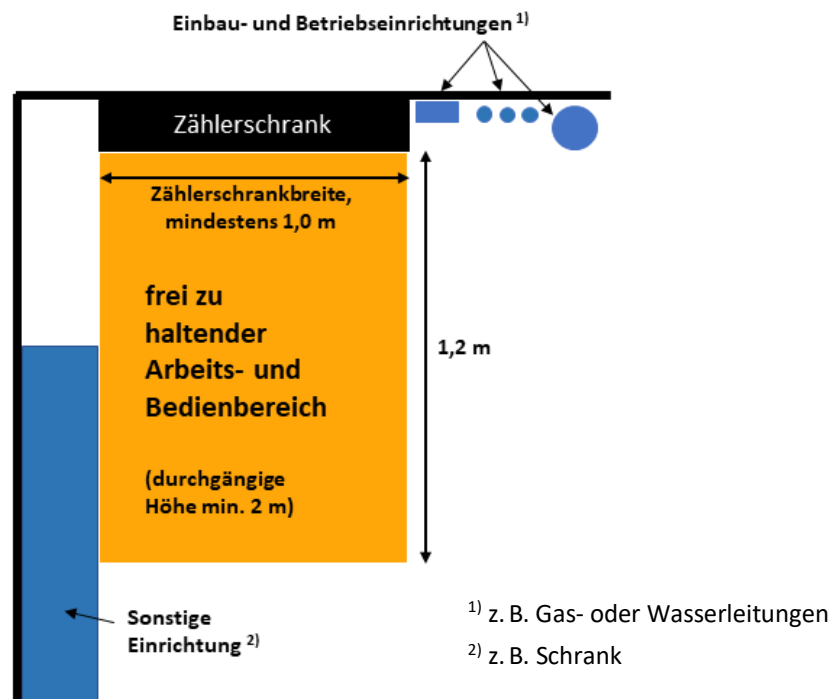 Einbau- und Betriebseinrichtungen 1)
Zählerschrank
Zählerschrankbreite,
mindestens 1,0 m
frei zu
haltender
Arbeits- und
Bedienbereich
(durchgängige
Höhe min. 2 m)
1,2 m
Sonstige
Einrichtung 2)
1) z. B. Gas- oder Wasserleitungen
2) z. B. Schrank